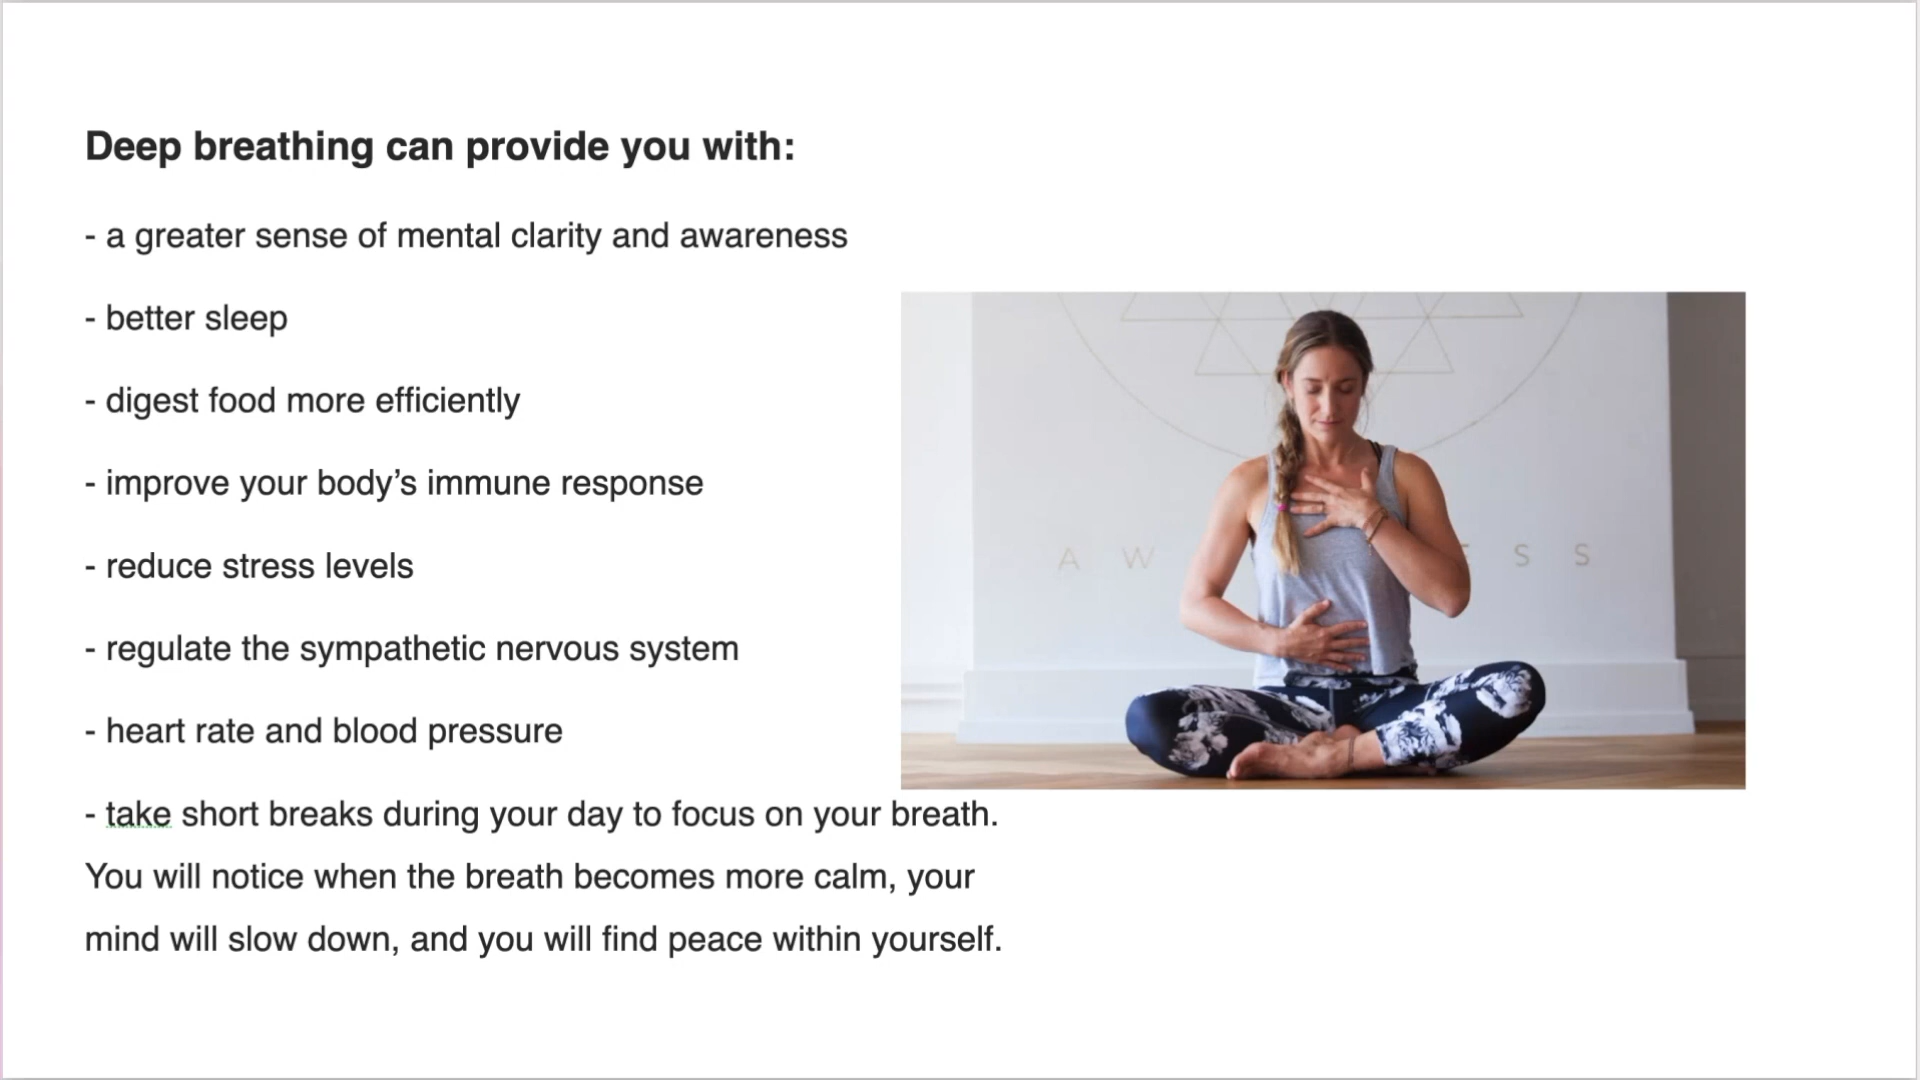 Deep breathing can provide you with:
- a greater sense of mental clarity and awareness
- better sleep
- digest food more efficiently
- improve your body’s immune response
- reduce stress levels
- regulate the sympathetic nervous system
- heart rate and blood pressure
- take short breaks during your day to focus on your breath.
You will notice when the breath becomes more calm, your
mind will slow down, and you will find peace within yourself.
A W S S